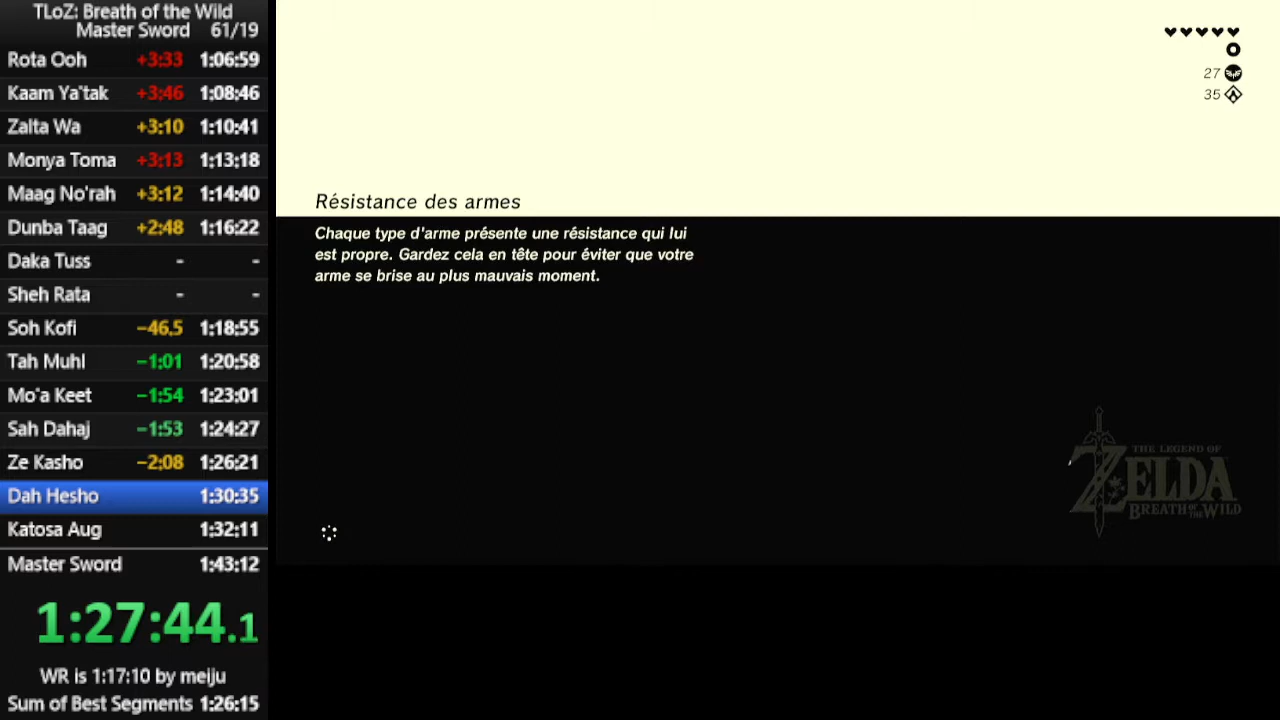 TLoZ: Breath of the Wild
Master Sword 61/19
Rota Ooh +3:33 1:06:59
Kaam Ya'tak +3:46 1:08:46
Zalta Wa +3:10 1:10:41
Monya Toma +3:13 1:13:18
Maag No'rah +3:12 1:14:40
Dunba Taag +2:48 1:16:22
Daka Tuss - -
Sheh Rata - -
Soh Kofi −46.5 1:18:55
Tah Muhl −1:01 1:20:58
Mo'a Keet −1:54 1:23:01
Sah Dahaj −1:53 1:24:27
Ze Kasho −2:08 1:26:21
Dah Hesho 1:30:35
Katosa Aug 1:32:11
Master Sword 1:43:12
1:27:44.1
WR is 1:17:10 by meiju
Sum of Best Segments 1:26:15
27
35
Résistance des armes
Chaque type d'arme présente une résistance qui lui
est propre. Gardez cela en tête pour éviter que votre
arme se brise au plus mauvais moment.
THE LEGEND OF
ZELDA
BREATH OF THE WILD